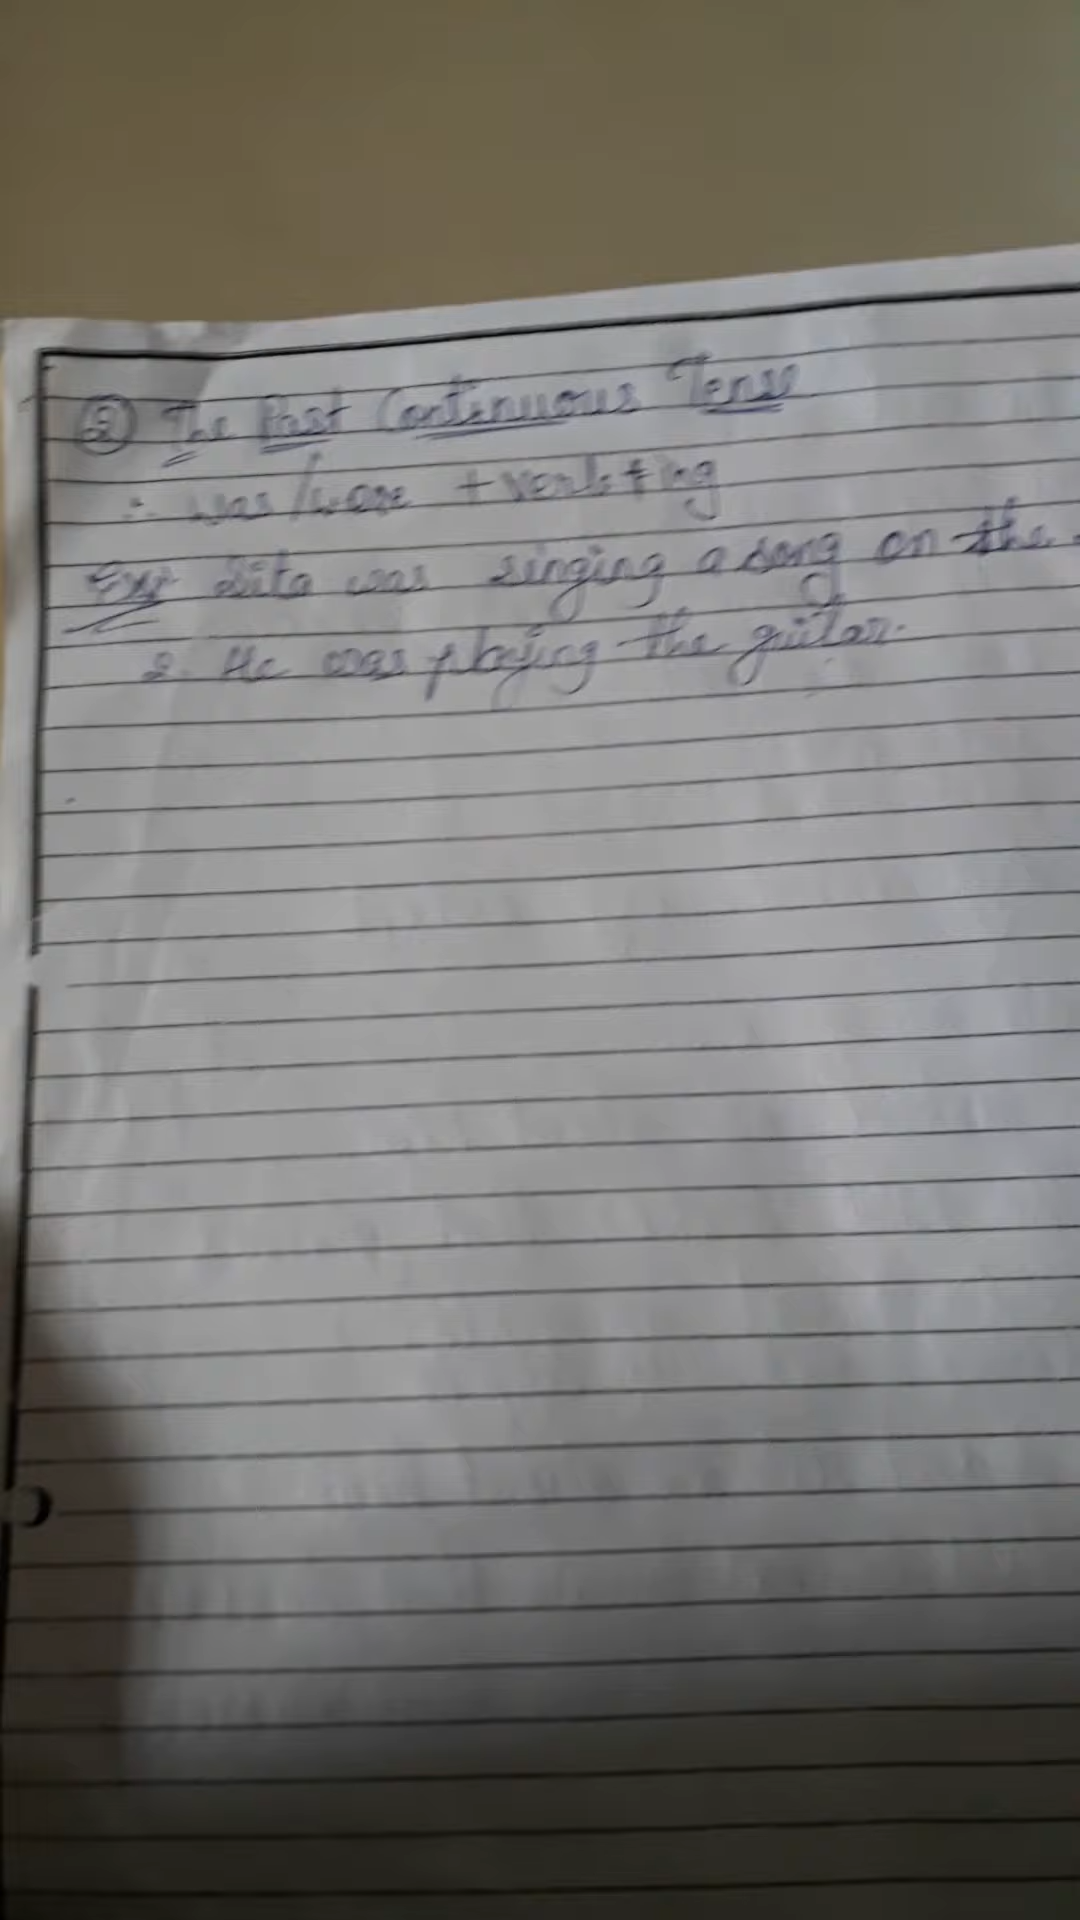 ② The Past Continuous Tense
∴ was/were + verb + ing
Ex:- Sita was singing a song on the
2. He was playing the guitar.